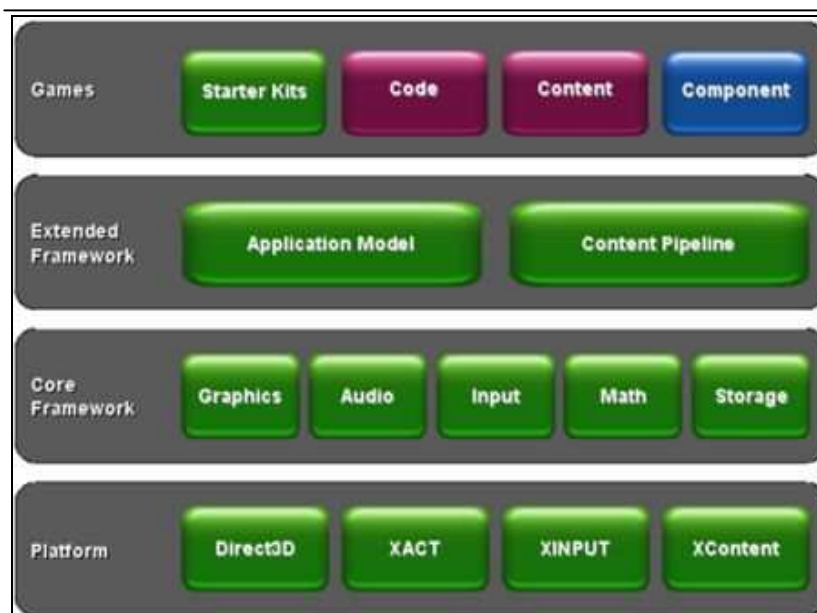 Games
Starter Kits
Code
Content
Component
Extended
Framework
Application Model
Content Pipeline
Core
Framework
Graphics
Audio
Input
Math
Storage
Platform
Direct3D
XACT
XINPUT
XContent